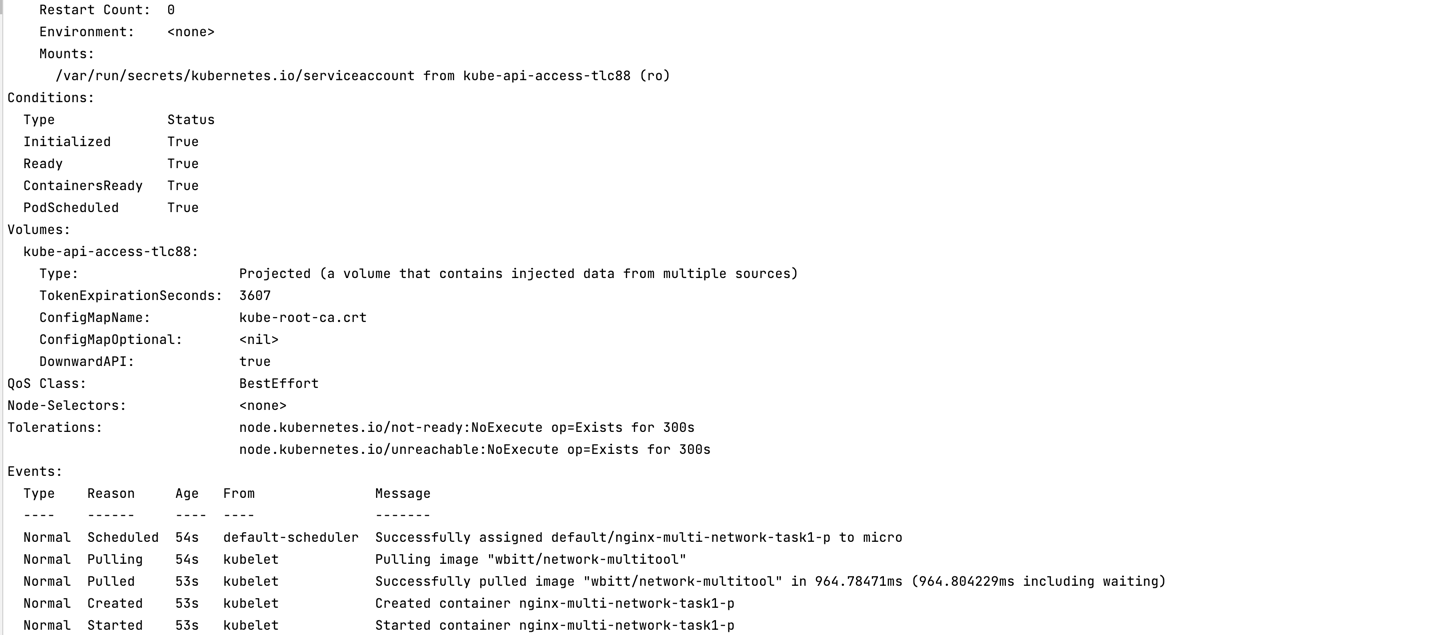 Restart Count:  0
    Environment:    <none>
    Mounts:
      /var/run/secrets/kubernetes.io/serviceaccount from kube-api-access-tlc88 (ro)
Conditions:
  Type              Status
  Initialized       True
  Ready             True
  ContainersReady   True
  PodScheduled      True
Volumes:
  kube-api-access-tlc88:
    Type:                    Projected (a volume that contains injected data from multiple sources)
    TokenExpirationSeconds:  3607
    ConfigMapName:           kube-root-ca.crt
    ConfigMapOptional:       <nil>
    DownwardAPI:             true
QoS Class:                   BestEffort
Node-Selectors:              <none>
Tolerations:                 node.kubernetes.io/not-ready:NoExecute op=Exists for 300s
                             node.kubernetes.io/unreachable:NoExecute op=Exists for 300s
Events:
  Type    Reason     Age   From               Message
  ----    ------     ----  ----               -------
  Normal  Scheduled  54s   default-scheduler  Successfully assigned default/nginx-multi-network-task1-p to micro
  Normal  Pulling    54s   kubelet            Pulling image "wbitt/network-multitool"
  Normal  Pulled     53s   kubelet            Successfully pulled image "wbitt/network-multitool" in 964.78471ms (964.804229ms including waiting)
  Normal  Created    53s   kubelet            Created container nginx-multi-network-task1-p
  Normal  Started    53s   kubelet            Started container nginx-multi-network-task1-p